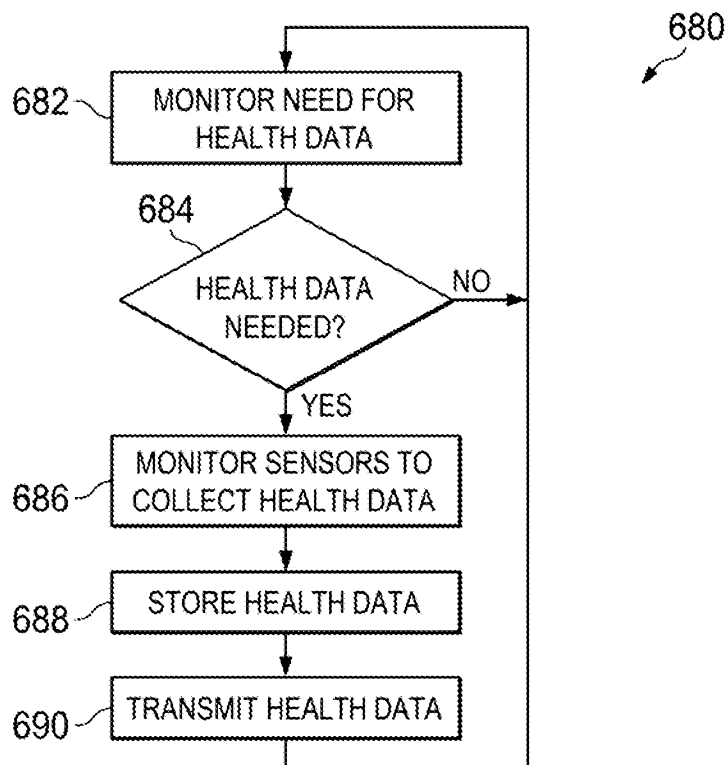 680
682
MONITOR NEED FOR
HEALTH DATA
684
HEALTH DATA
NEEDED?
NO
YES
686
MONITOR SENSORS TO
COLLECT HEALTH DATA
688
STORE HEALTH DATA
690
TRANSMIT HEALTH DATA